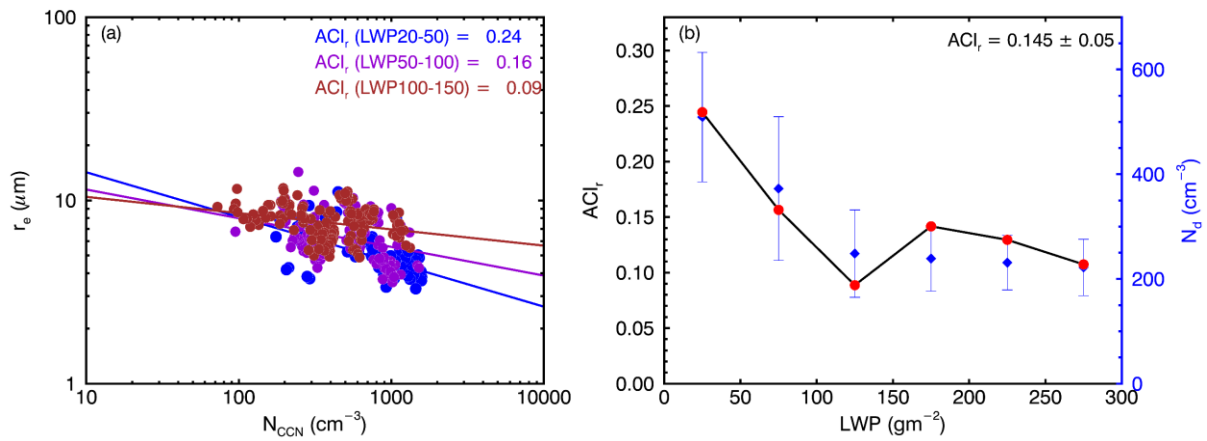 (a)
ACI_r (LWP20-50) = 0.24
ACI_r (LWP50-100) = 0.16
ACI_r (LWP100-150) = 0.09
100
10
1
r_e (μm)
10 100 1000 10000
N_CCN (cm⁻³)
(b)
ACI_r = 0.145 ± 0.05
0.30
0.25
0.20
0.15
0.10
0.05
0.00
ACI_r
600
400
200
0
N_d (cm⁻³)
0 50 100 150 200 250 300
LWP (gm⁻²)